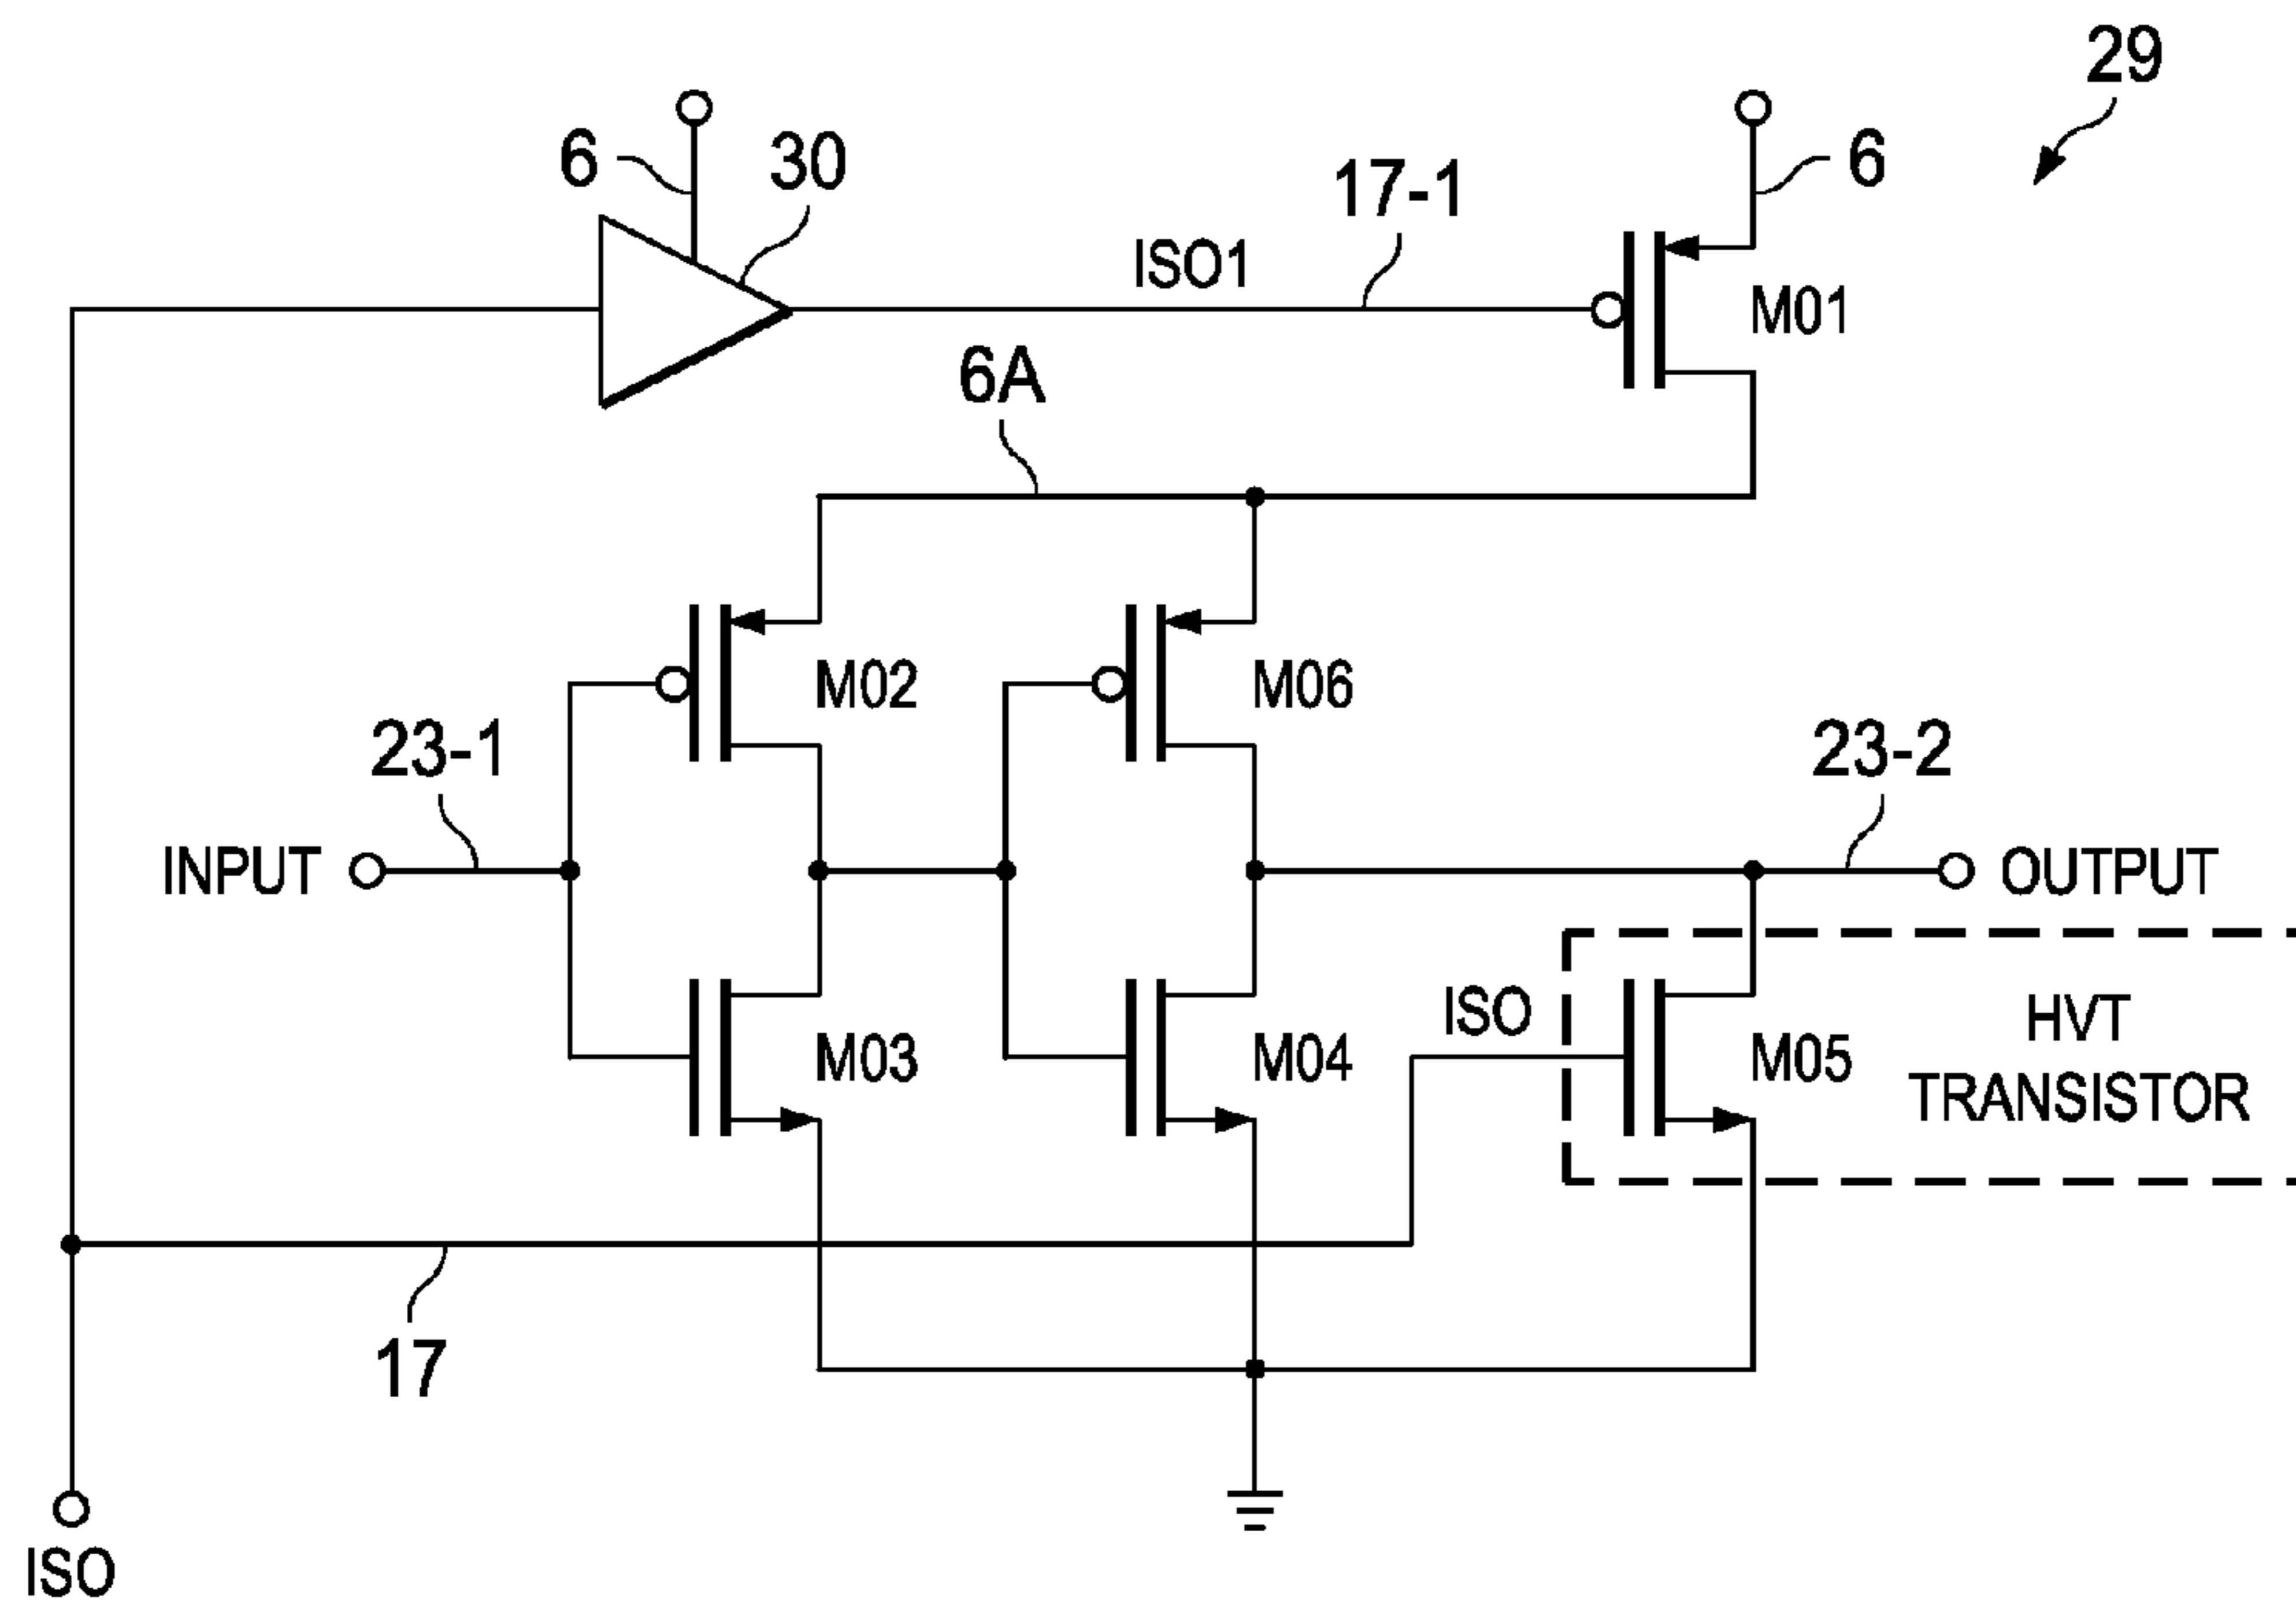 29
6
30
17-1
6
ISO1
M01
6A
M02
M06
23-1
23-2
INPUT
OUTPUT
ISO
HVT
TRANSISTOR
M03
M04
M05
17
ISO